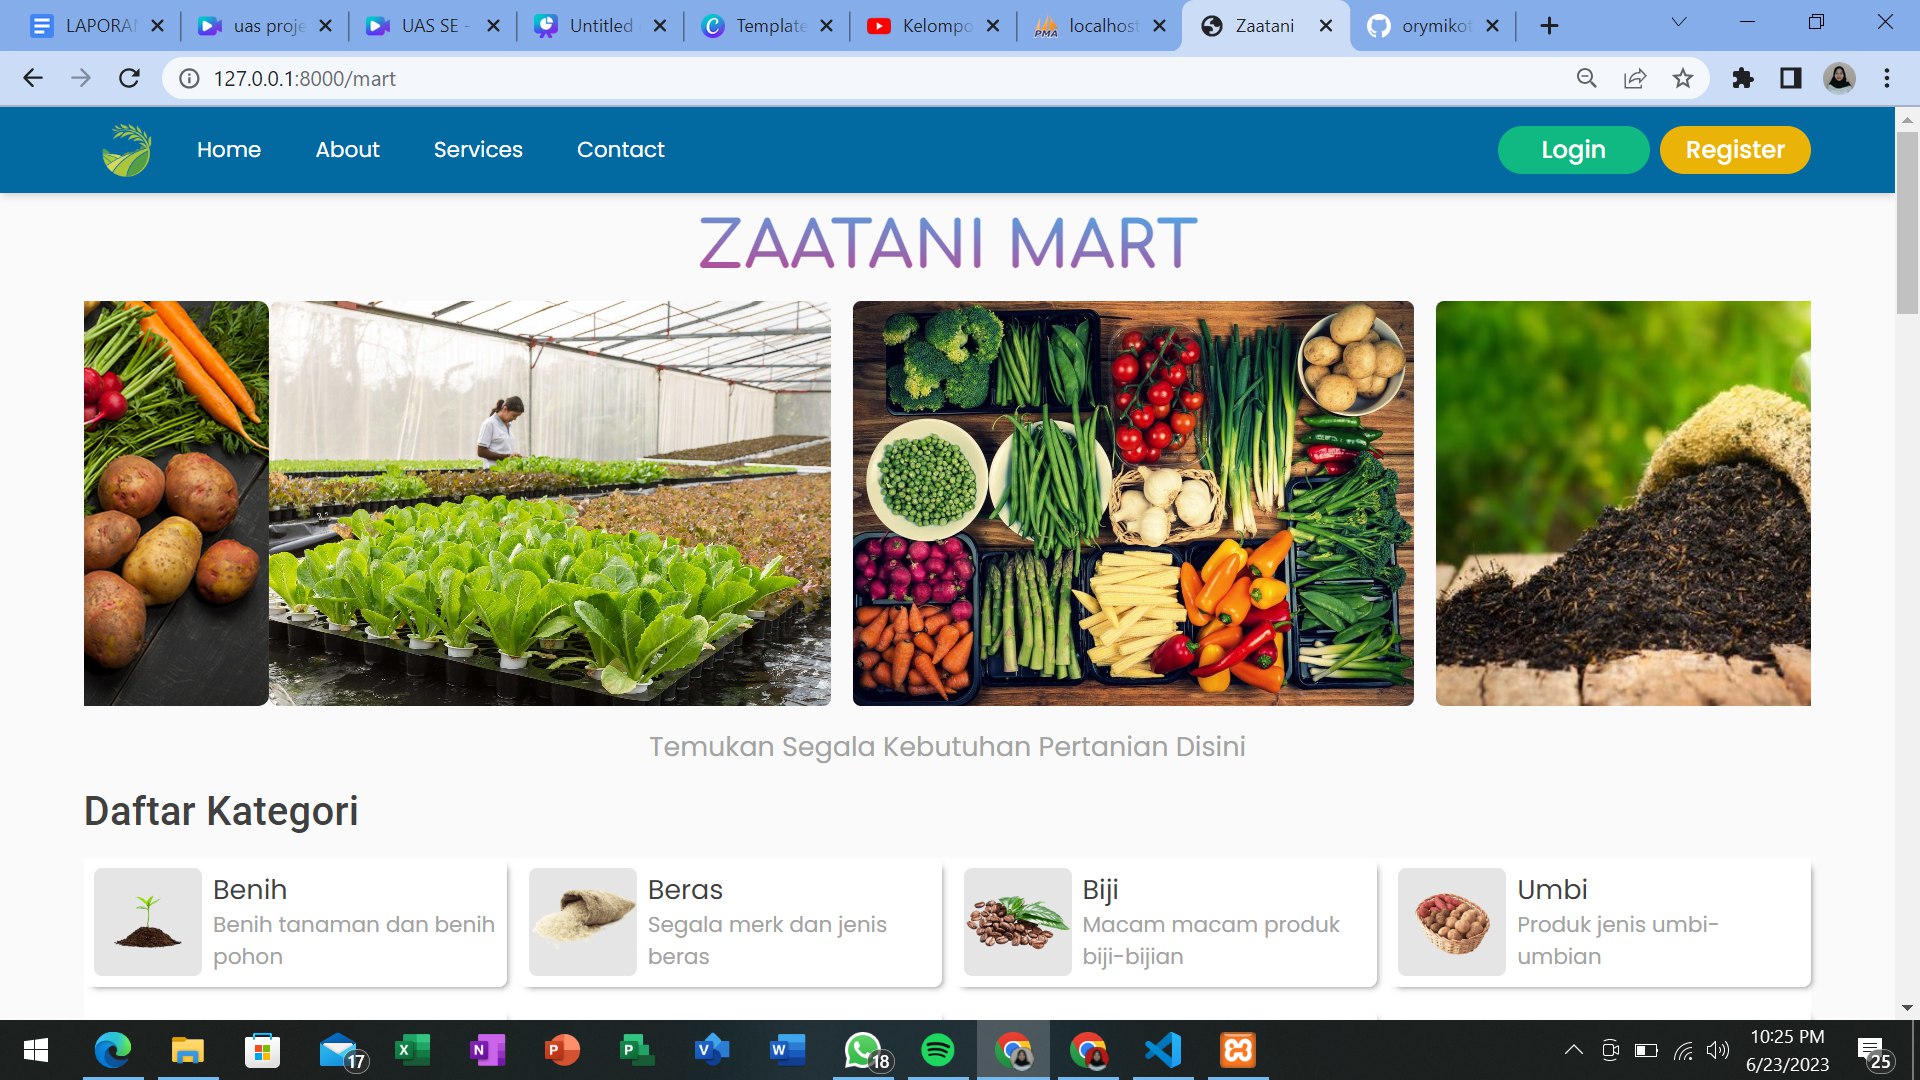 LAPORAN
uas proje
UAS SE -
Untitled
Template
Kelompo
localhost
Zaatani
orymikot
127.0.0.1:8000/mart
Home
About
Services
Contact
Login
Register
ZAATANI MART
Temukan Segala Kebutuhan Pertanian Disini
Daftar Kategori
Benih
Benih tanaman dan benih
pohon
Beras
Segala merk dan jenis
beras
Biji
Macam macam produk
biji-bijian
Umbi
Produk jenis umbi-
umbian
17
18
10:25 PM
6/23/2023
25